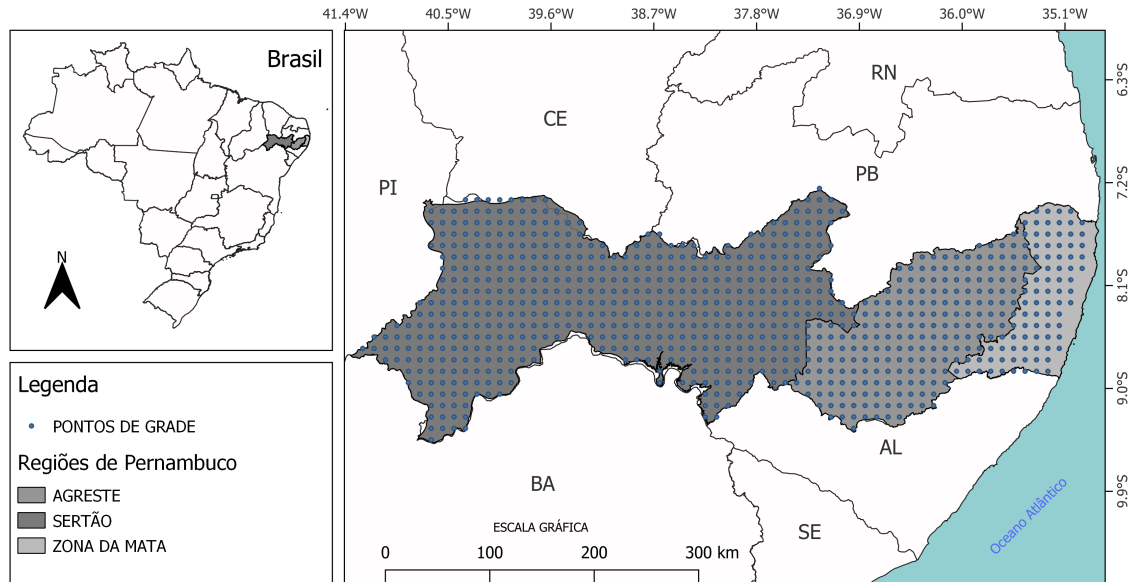 41.4°W 40.5°W 39.6°W 38.7°W 37.8°W 36.9°W 36.0°W 35.1°W
Brasil
N
RN
CE
PB
PI
6.3°S
7.2°S
8.1°S
9.0°S
9.9°S
AL
BA
SE
Oceano Atlântico
ESCALA GRÁFICA
0 100 200 300 km
Legenda
PONTOS DE GRADE
Regiões de Pernambuco
AGRESTE
SERTÃO
ZONA DA MATA